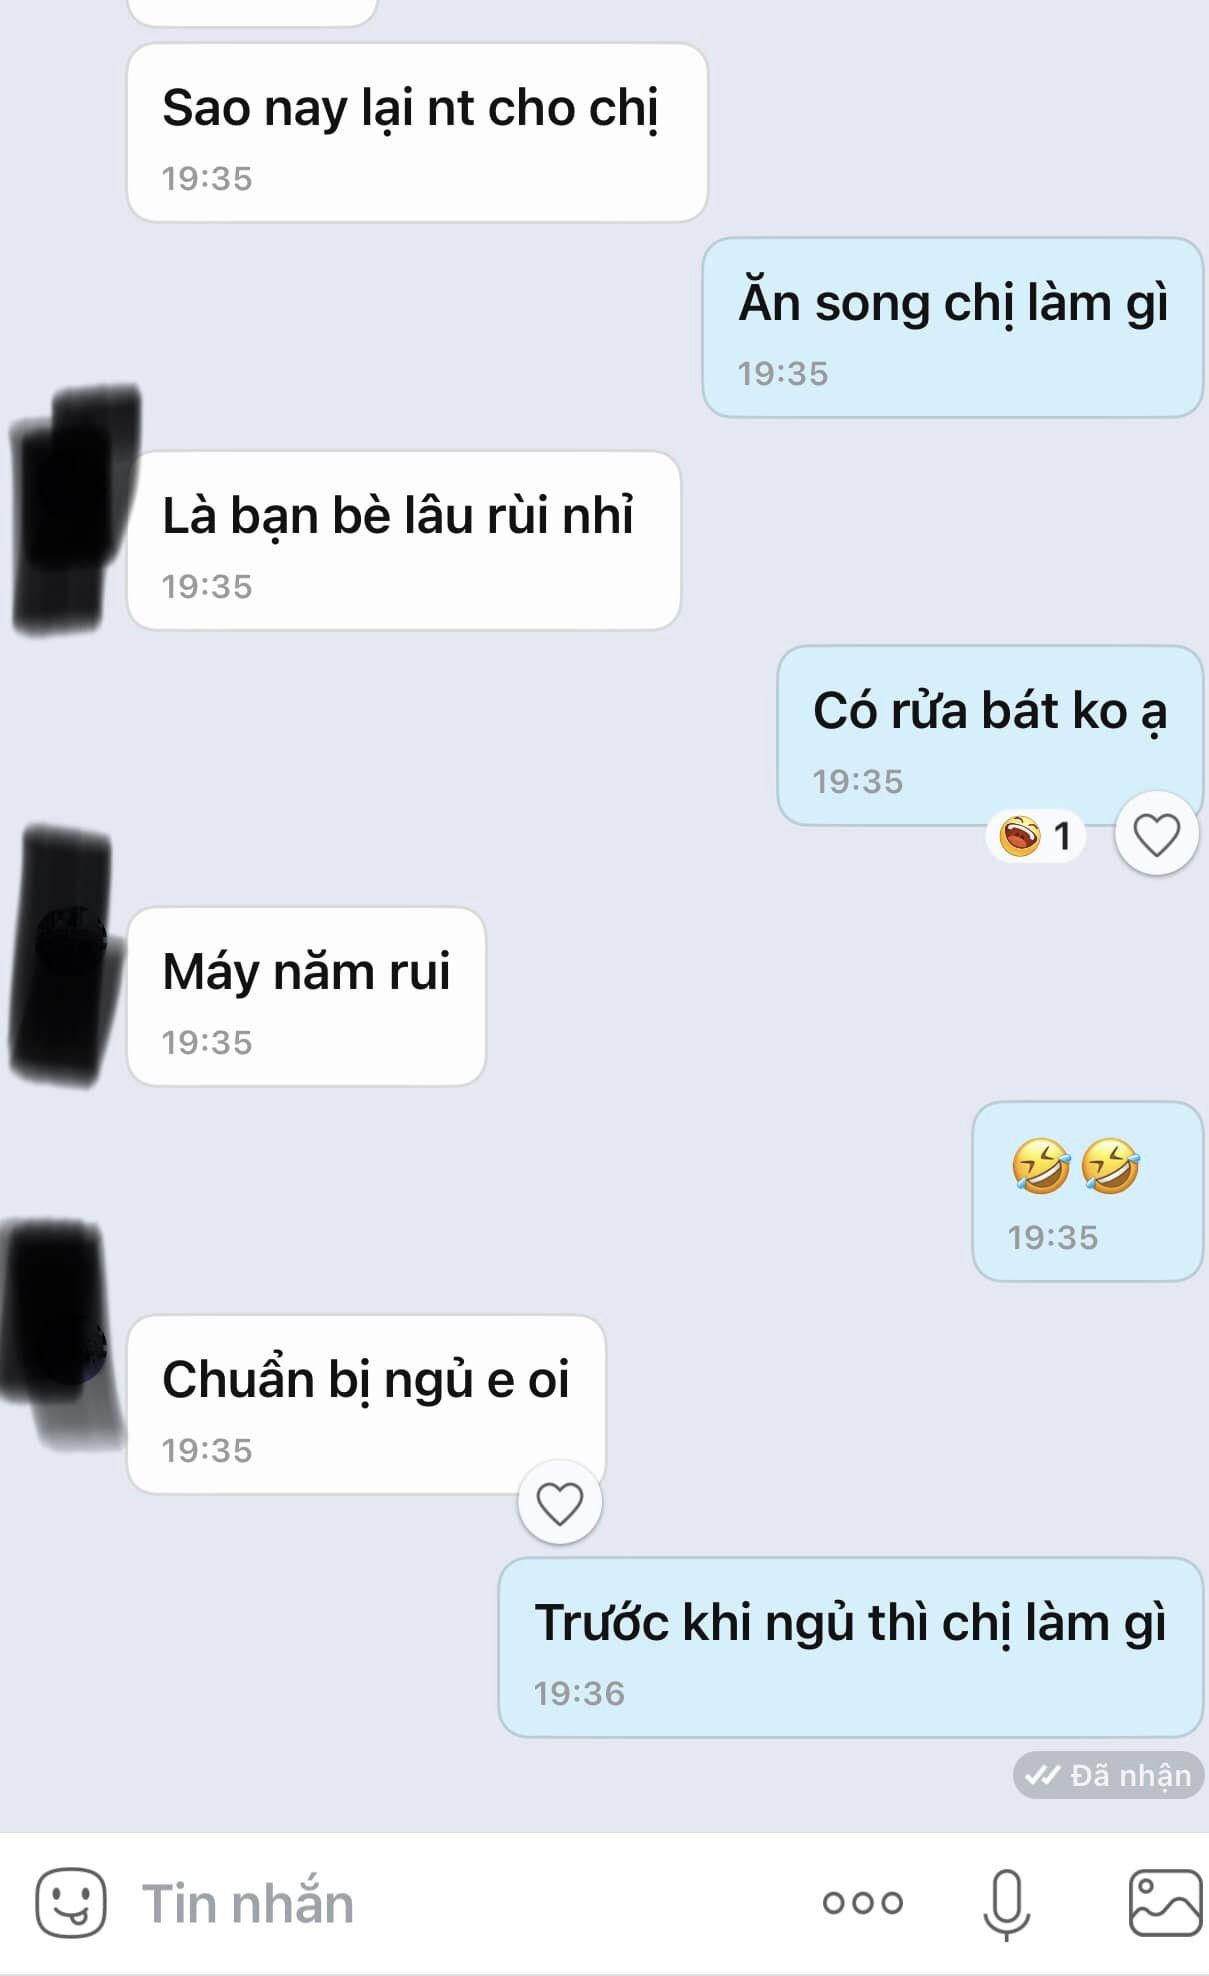 Sao nay lại nt cho chị
19:35
Ăn song chị làm gì
19:35
Là bạn bè lâu rùi nhỉ
19:35
Có rửa bát ko ạ
19:35
1
Máy năm rui
19:35
🤣🤣
19:35
Chuẩn bị ngủ e oi
19:35
Trước khi ngủ thì chị làm gì
19:36
Đã nhận
Tin nhắn